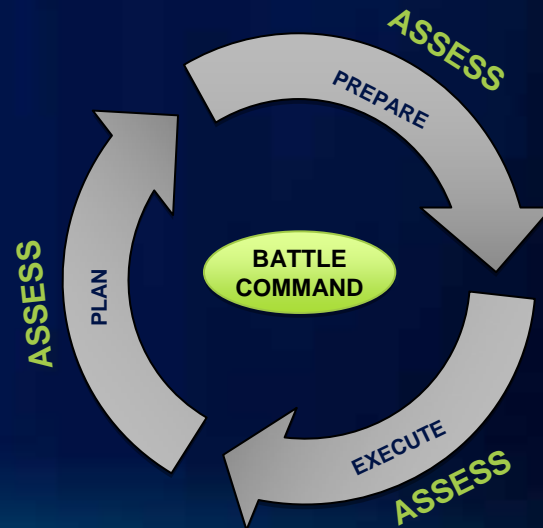 ASSESS
PREPARE
BATTLE
COMMAND
ASSESS
PLAN
EXECUTE
ASSESS